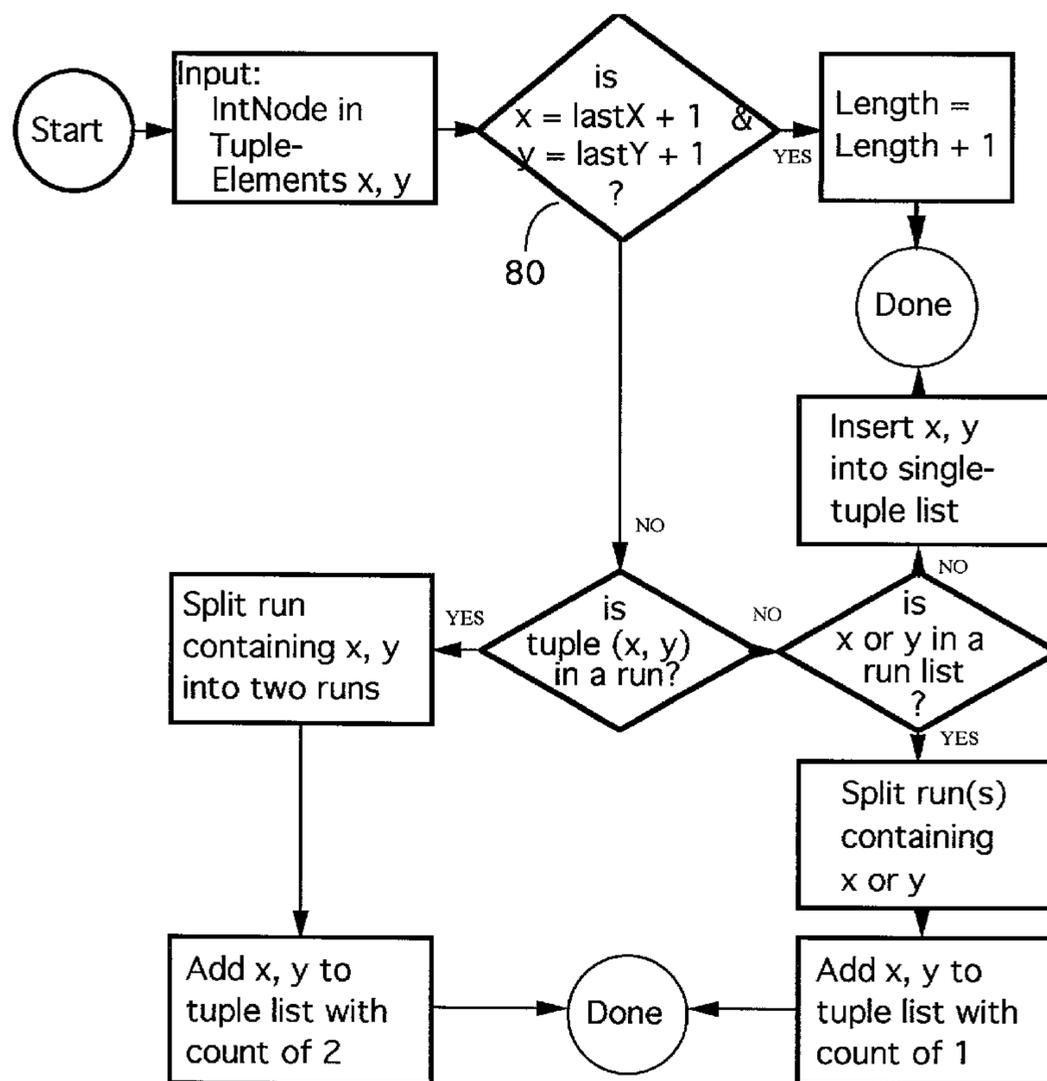 Start
Input:
IntNode in
Tuple-
Elements x, y
is
x = lastX + 1 &
y = lastY + 1
?
YES
Length =
Length + 1
80
Done
Insert x, y
into single-
tuple list
NO
NO
Split run
containing x, y
into two runs
YES
is
tuple (x, y)
in a run?
NO
is
x or y in a
run list
?
YES
Split run(s)
containing
x or y
Add x, y to
tuple list with
count of 2
Done
Add x, y to
tuple list with
count of 1